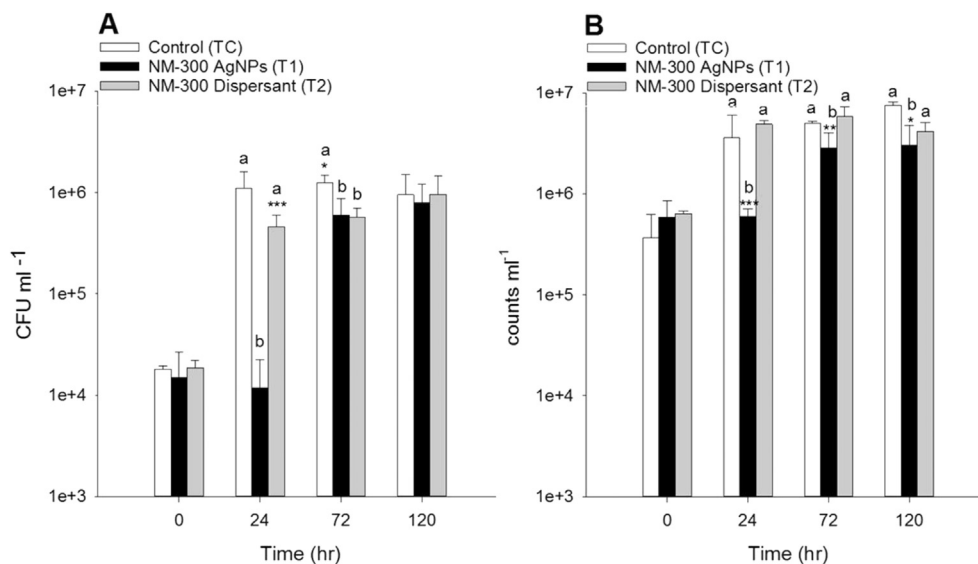 A
Control (TC)
NM-300 AgNPs (T1)
NM-300 Dispersant (T2)
1e+7
1e+6
1e+5
1e+4
1e+3
CFU ml -1
a
a
***
b
a
*
b b
0 24 72 120
Time (hr)
B
Control (TC)
NM-300 AgNPs (T1)
NM-300 Dispersant (T2)
1e+7
1e+6
1e+5
1e+4
1e+3
counts ml-1
a a
b
***
a b a
**
a b a
*
0 24 72 120
Time (hr)